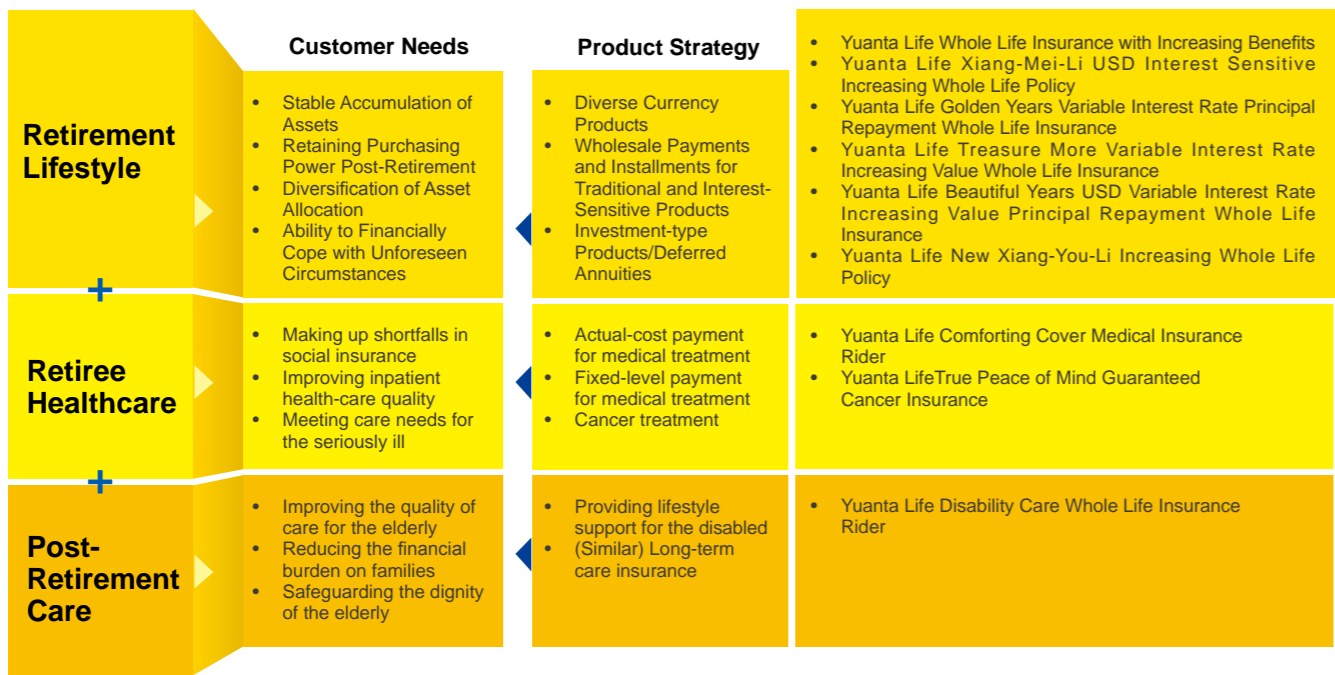 Customer Needs
Product Strategy
Retirement
Lifestyle
• Stable Accumulation of
Assets
• Retaining Purchasing
Power Post-Retirement
• Diversification of Asset
Allocation
• Ability to Financially
Cope with Unforeseen
Circumstances
• Diverse Currency
Products
• Wholesale Payments
and Installments for
Traditional and Interest-
Sensitive Products
• Investment-type
Products/Deferred
Annuities
• Yuanta Life Whole Life Insurance with Increasing Benefits
• Yuanta Life Xiang-Mei-Li USD Interest Sensitive
Increasing Whole Life Policy
• Yuanta Life Golden Years Variable Interest Rate Principal
Repayment Whole Life Insurance
• Yuanta Life Treasure More Variable Interest Rate
Increasing Value Whole Life Insurance
• Yuanta Life Beautiful Years USD Variable Interest Rate
Increasing Value Principal Repayment Whole Life
Insurance
• Yuanta Life New Xiang-You-Li Increasing Whole Life
Policy
+
Retiree
Healthcare
• Making up shortfalls in
social insurance
• Improving inpatient
health-care quality
• Meeting care needs for
the seriously ill
• Actual-cost payment
for medical treatment
• Fixed-level payment
for medical treatment
• Cancer treatment
• Yuanta Life Comforting Cover Medical Insurance
Rider
• Yuanta LifeTrue Peace of Mind Guaranteed
Cancer Insurance
+
Post-
Retirement
Care
• Improving the quality of
care for the elderly
• Reducing the financial
burden on families
• Safeguarding the dignity
of the elderly
• Providing lifestyle
support for the disabled
• (Similar) Long-term
care insurance
• Yuanta Life Disability Care Whole Life Insurance
Rider